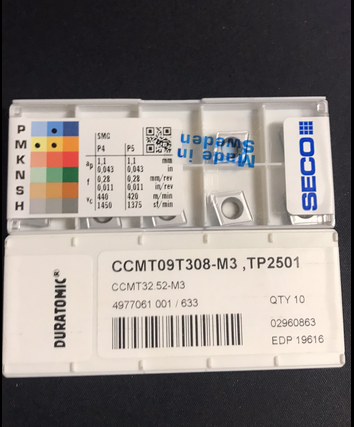 P
M
K
N
S
H
SMG
P4 P5
ap 1,1 1,1 mm
0,043 0,043 in
f 0,28 0,28 mm/rev
0,011 0,011 in/rev
vc 440 420 m/min
1450 1375 sf/min
Made in
Sweden
SECO
DURATOMIC®
CCMT09T308-M3 ,TP2501
CCMT32.52-M3
4977061 001 / 633
QTY 10
02960863
EDP 19616